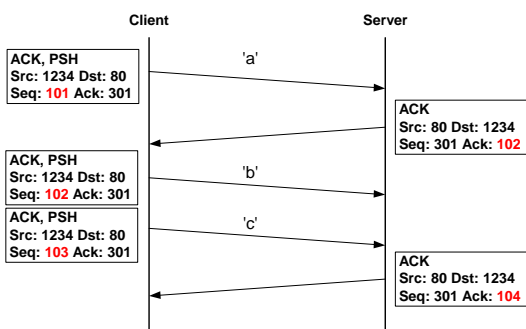 Client
Server
ACK, PSH
Src: 1234 Dst: 80
Seq: 101 Ack: 301
'a'
ACK
Src: 80 Dst: 1234
Seq: 301 Ack: 102
ACK, PSH
Src: 1234 Dst: 80
Seq: 102 Ack: 301
'b'
ACK, PSH
Src: 1234 Dst: 80
Seq: 103 Ack: 301
'c'
ACK
Src: 80 Dst: 1234
Seq: 301 Ack: 104